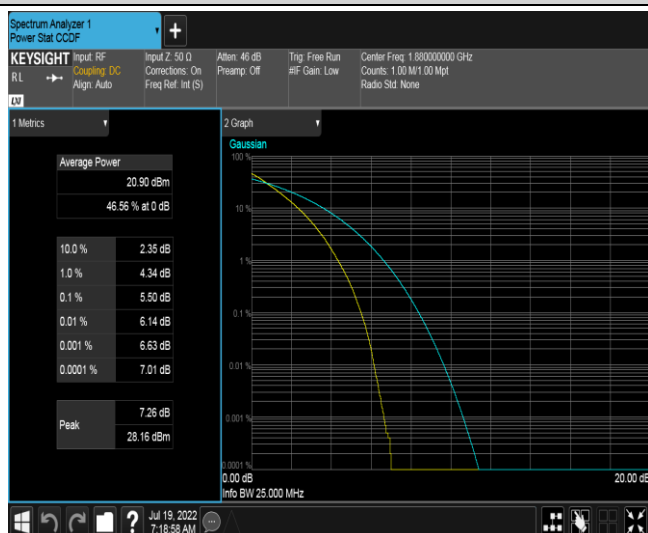 Spectrum Analyzer 1
Power Stat CCDF
+
KEYSIGHT
RL
LXI
Input: RF
Coupling: DC
Align: Auto
Input Z: 50 Ω
Corrections: On
Freq Ref: Int (S)
Atten: 46 dB
Preamp: Off
Trig: Free Run
#IF Gain: Low
Center Freq: 1.880000000 GHz
Counts: 1.00 M/1.00 Mpt
Radio Std: None
1 Metrics
Average Power
20.90 dBm
46.56 % at 0 dB
10.0 % 2.35 dB
1.0 % 4.34 dB
0.1 % 5.50 dB
0.01 % 6.14 dB
0.001 % 6.63 dB
0.0001 % 7.01 dB
Peak
7.26 dB
28.16 dBm
2 Graph
Gaussian
100 %
10 %
1 %
0.1 %
0.01 %
0.001 %
0.0001 %
0.00 dB
20.00 dB
Info BW 25.000 MHz
?
Jul 19, 2022
7:18:58 AM